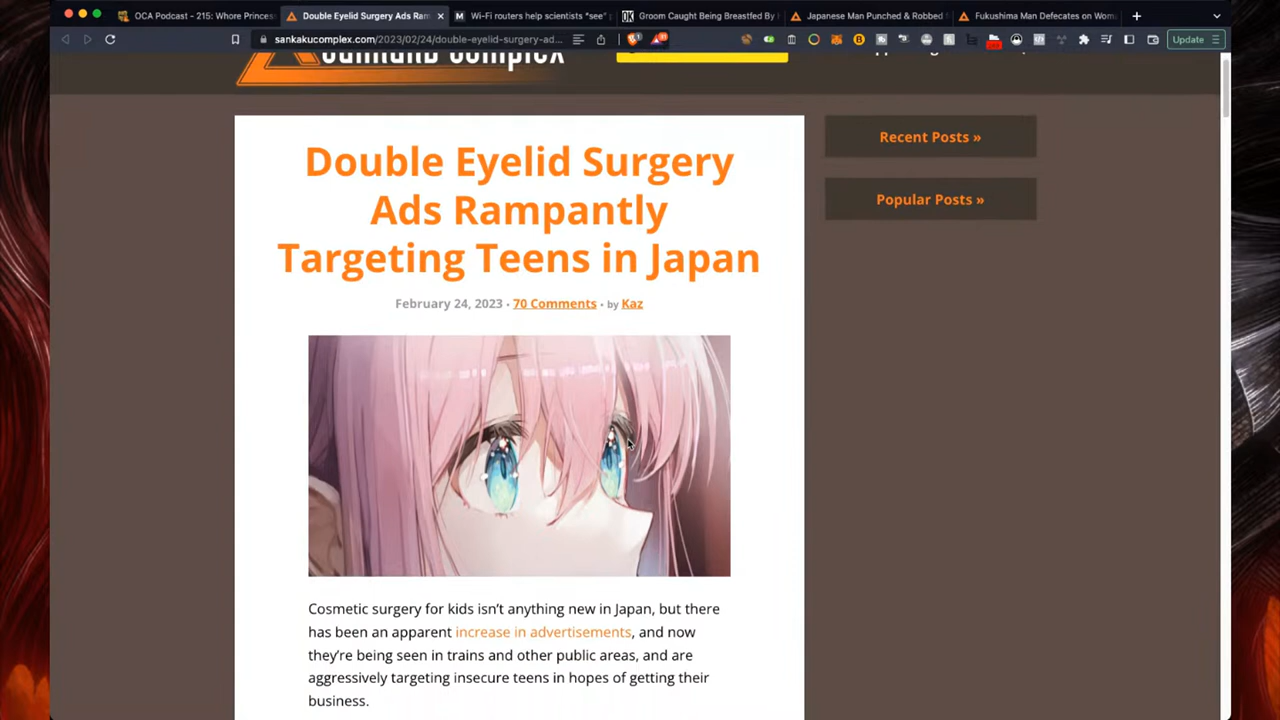 OCA Podcast - 215: Whore Princes
Double Eyelid Surgery Ads Ram
Wi-Fi routers help scientists *see*
Groom Caught Being Breastfed By
Japanese Man Punched & Robbed
Fukushima Man Defecates on Wom
sankakucomplex.com/2023/02/24/double-eyelid-surgery-ad...
Update
Sankaku Complex
Double Eyelid Surgery
Ads Rampantly
Targeting Teens in Japan
February 24, 2023 • 70 Comments • by Kaz
Recent Posts »
Popular Posts »
Cosmetic surgery for kids isn't anything new in Japan, but there
has been an apparent increase in advertisements, and now
they're being seen in trains and other public areas, and are
aggressively targeting insecure teens in hopes of getting their
business.